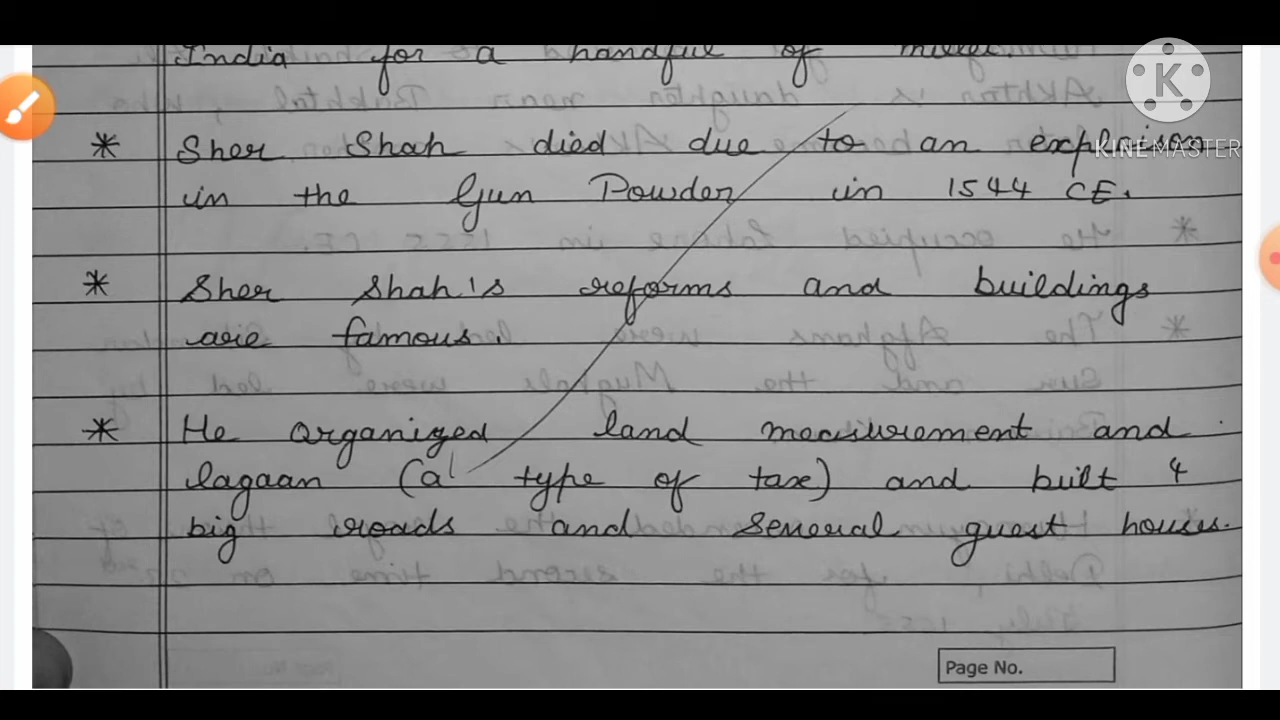 India for a handful of millet.
* Sher Shah died due to an explosion
in the Gun Powder in 1544 CE.
* Sher Shah's reforms and buildings
are famous.
* He organized land measurement and
lagaan (a type of tax) and built 4
big roads and several guest houses.
Page No.
K
KINEMASTER